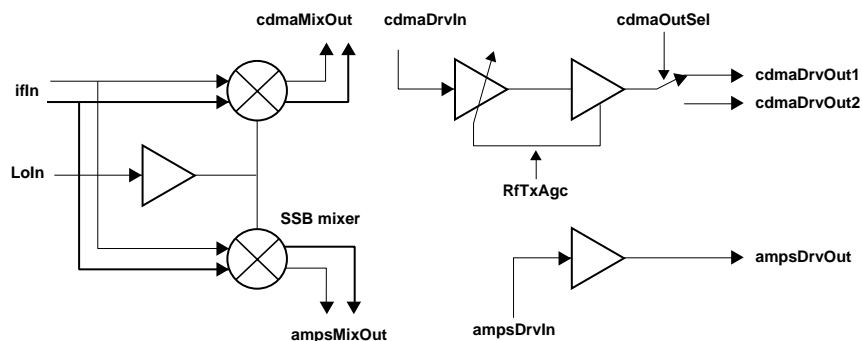 cdmaMixOut
cdmaDrvIn
cdmaOutSel
ifIn
cdmaDrvOut1
cdmaDrvOut2
LoIn
RfTxAgc
SSB mixer
ampsDrvOut
ampsMixOut
ampsDrvIn